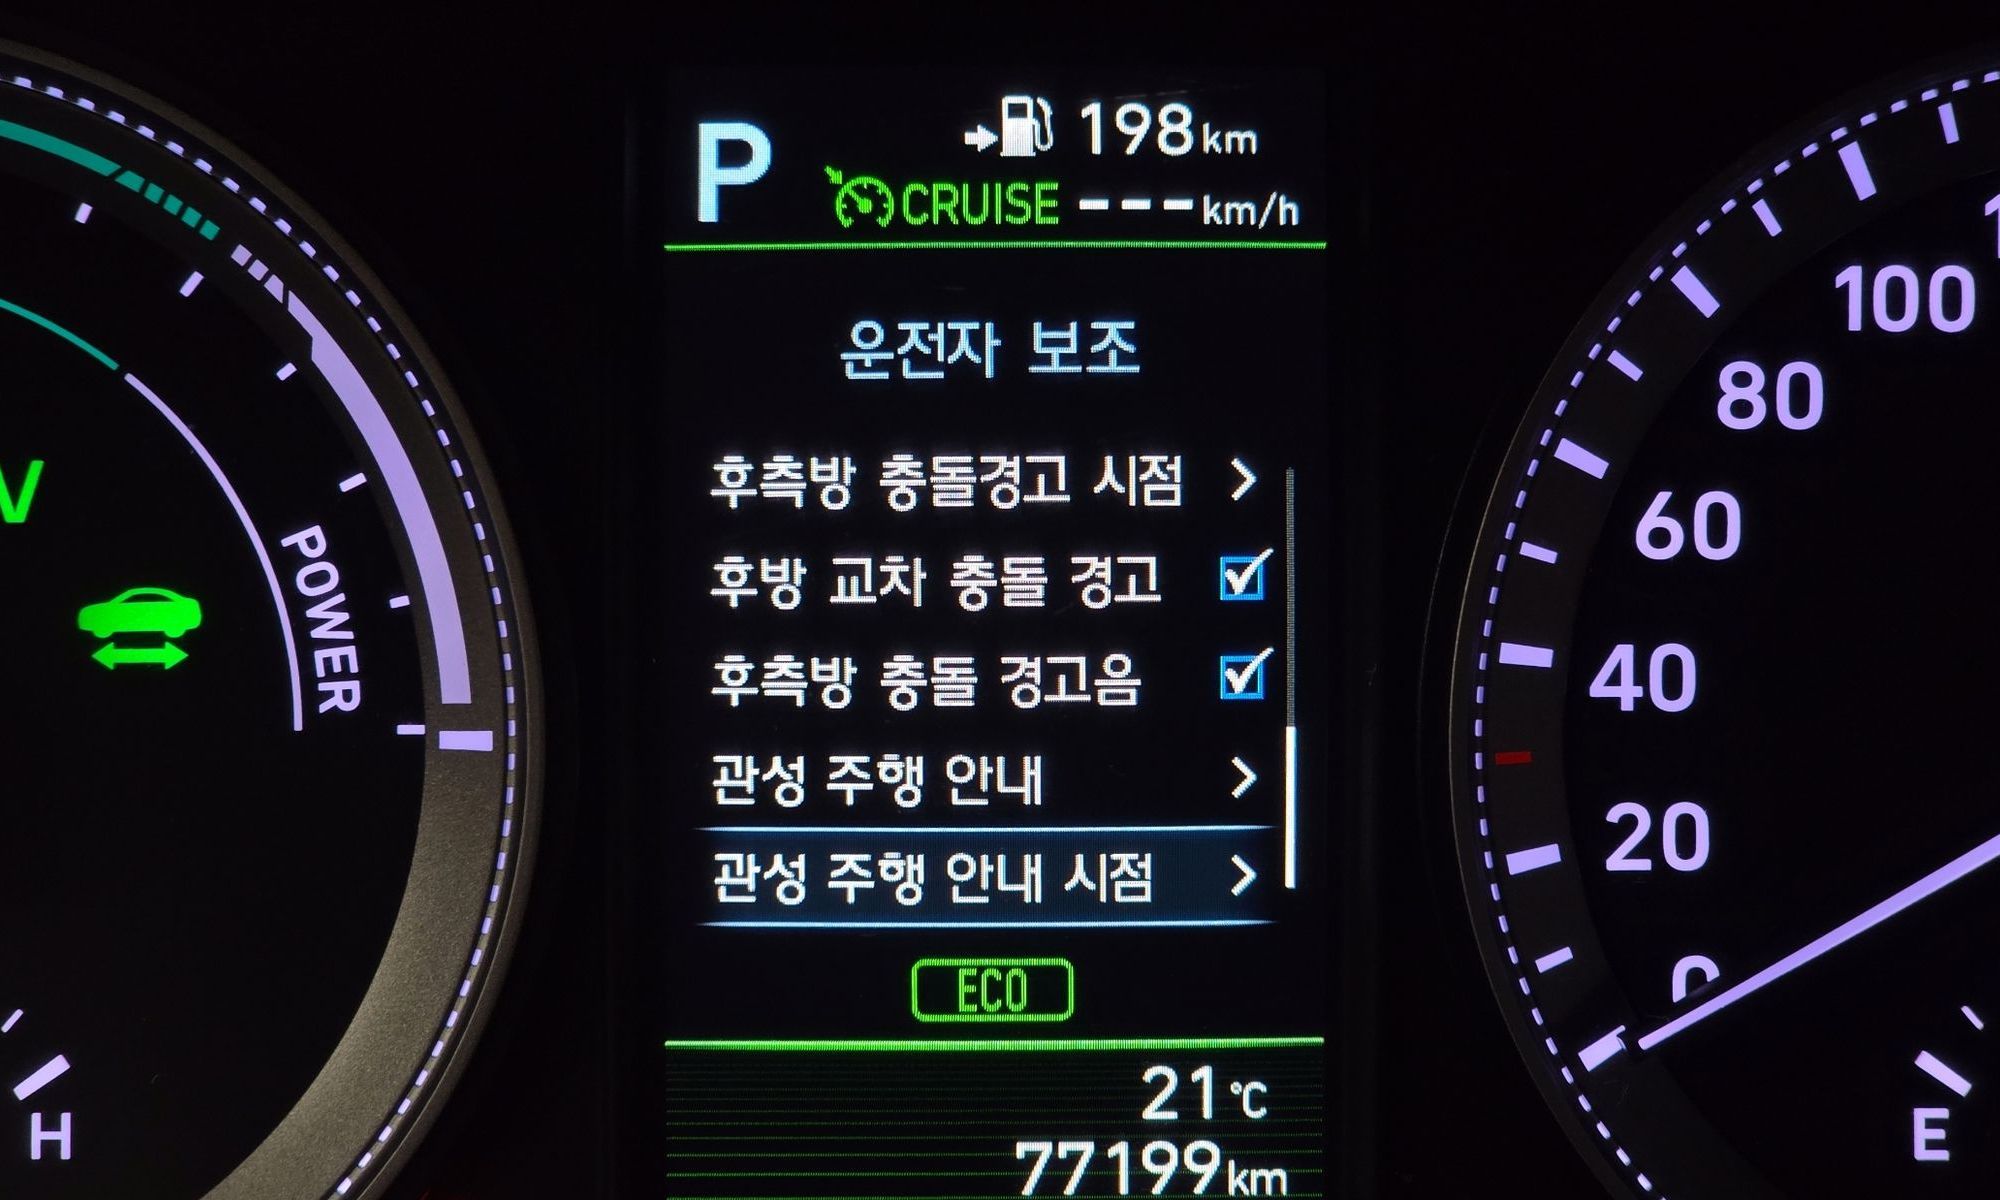 P
198km
CRUISE ---km/h
운전자 보조
후측방 충돌경고 시점 >
후방 교차 충돌 경고
후측방 충돌 경고음
관성 주행 안내 >
관성 주행 안내 시점 >
ECO
21℃
77199km
V
POWER
H
100
80
60
40
20
0
E